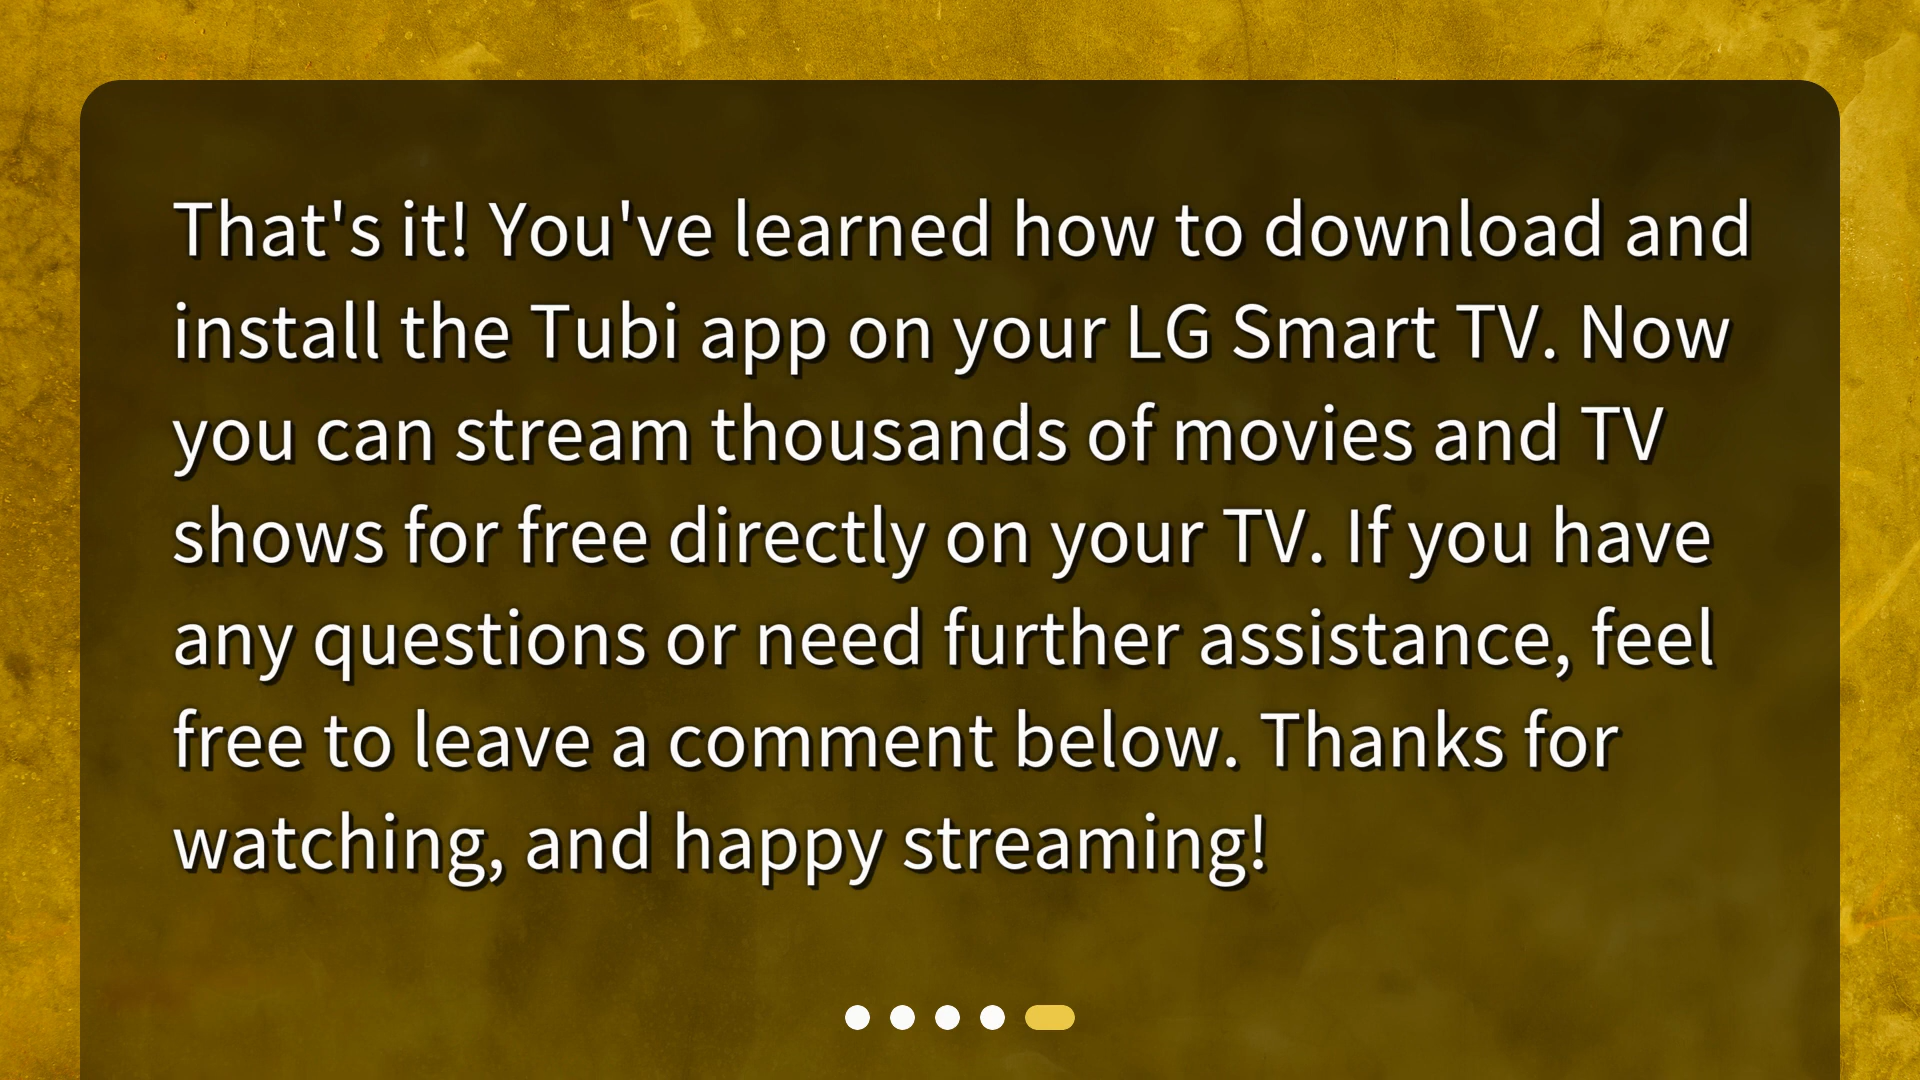 That's it! You've learned how to download and
install the Tubi app on your LG Smart TV. Now
you can stream thousands of movies and TV
shows for free directly on your TV. If you have
any questions or need further assistance, feel
free to leave a comment below. Thanks for
watching, and happy streaming!